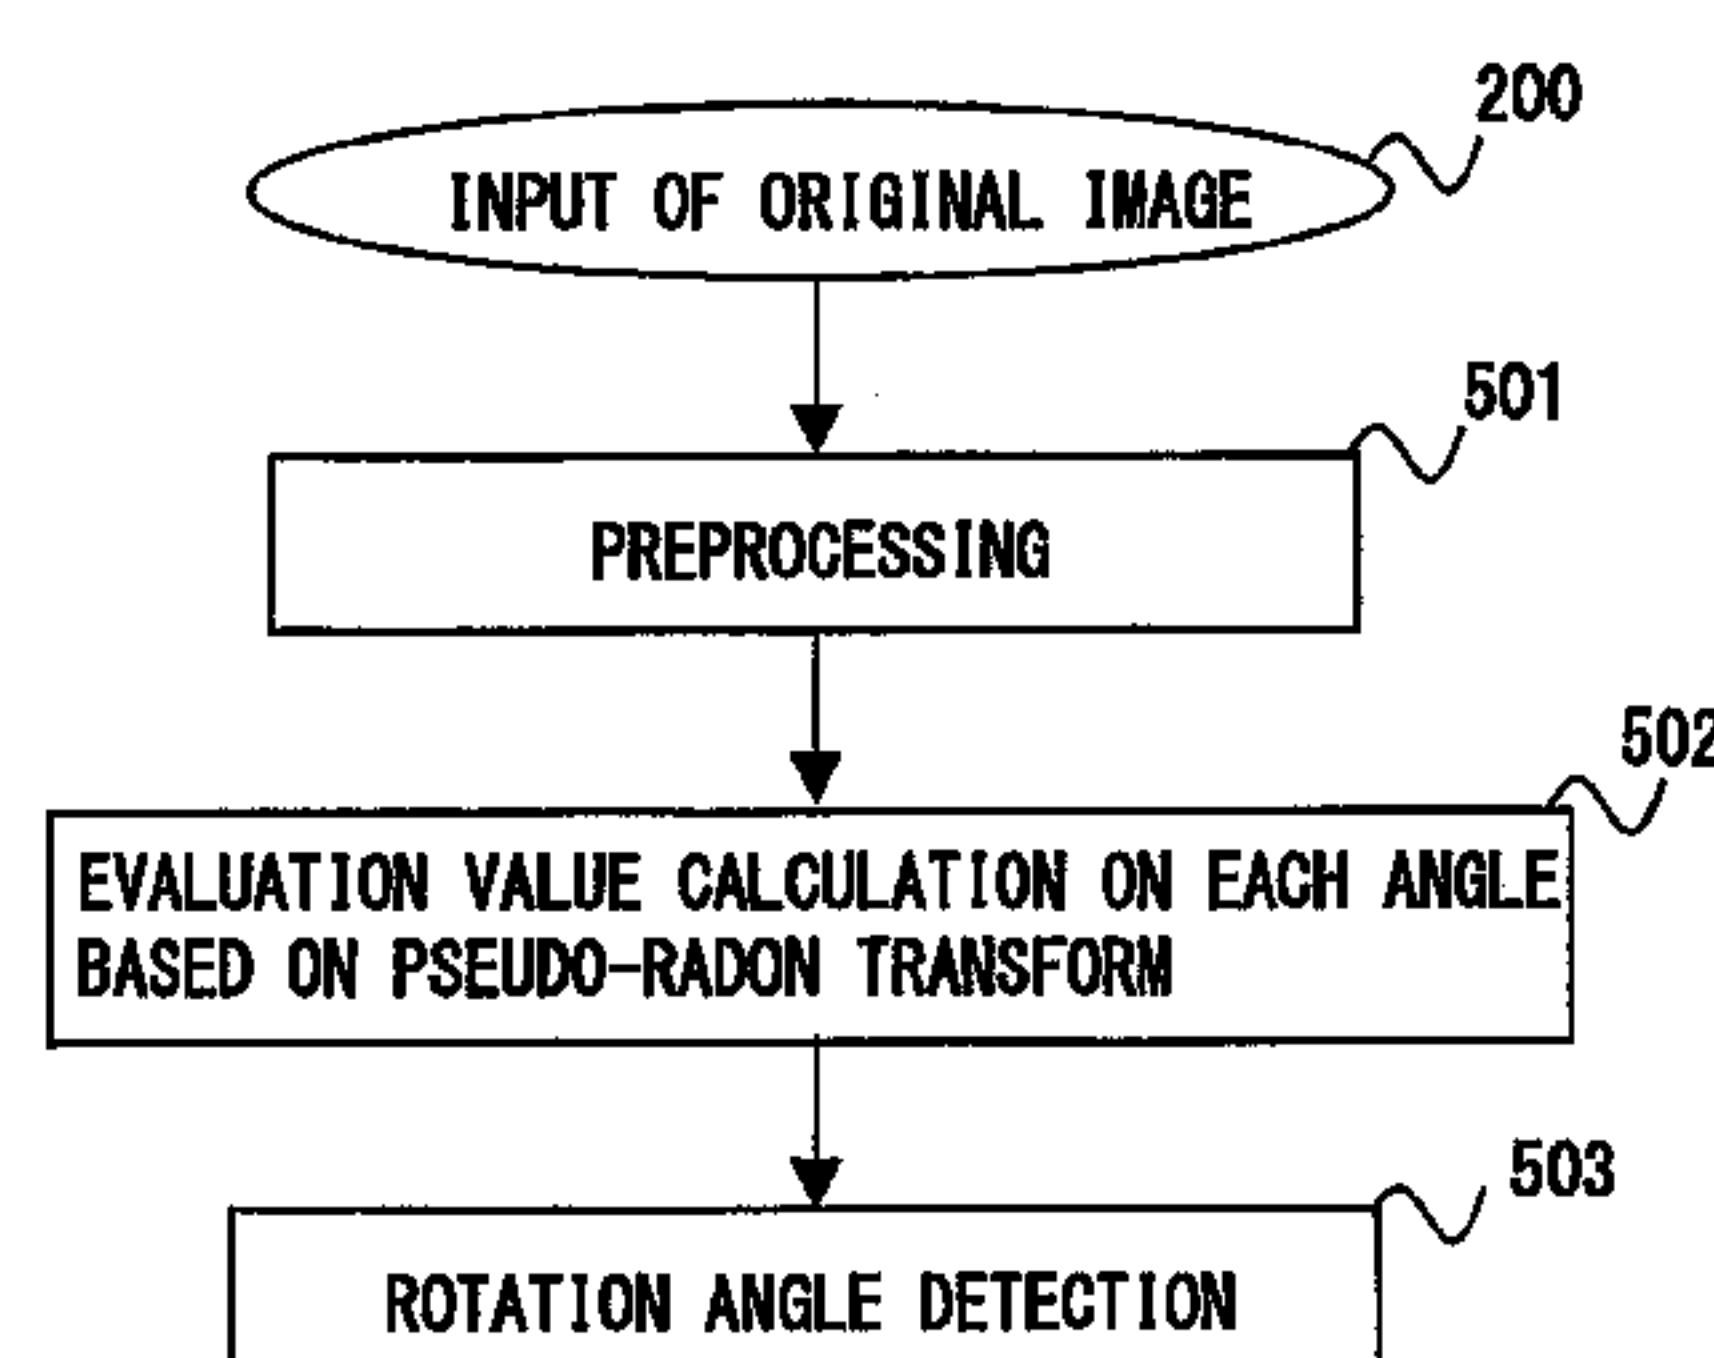 200
INPUT OF ORIGINAL IMAGE
501
PREPROCESSING
502
EVALUATION VALUE CALCULATION ON EACH ANGLE
BASED ON PSEUDO-RADON TRANSFORM
503
ROTATION ANGLE DETECTION